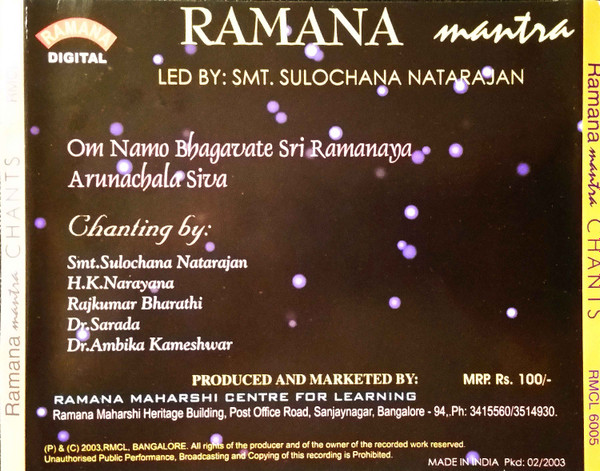 RAMANA
DIGITAL
RAMANA mantra
LED BY: SMT. SULOCHANA NATARAJAN
Om Namo Bhagavate Sri Ramanaya
Arunachala Siva
Chanting by:
Smt.Sulochana Natarajan
H.K.Narayana
Rajkumar Bharathi
Dr.Sarada
Dr.Ambika Kameshwar
PRODUCED AND MARKETED BY:
MRP. Rs. 100/-
RAMANA MAHARSHI CENTRE FOR LEARNING
Ramana Maharshi Heritage Building, Post Office Road, Sanjaynagar, Bangalore - 94,.Ph: 3415560/3514930.
(P) & (C) 2003.RMCL, BANGALORE. All rights of the producer and of the owner of the recorded work reserved.
Unauthorised Public Performance, Broadcasting and Copying of this recording is Prohibited.
MADE IN INDIA Pkd: 02/2003
Ramana mantra CHANTS
Ramana mantra CHANTS
RMCL 6005